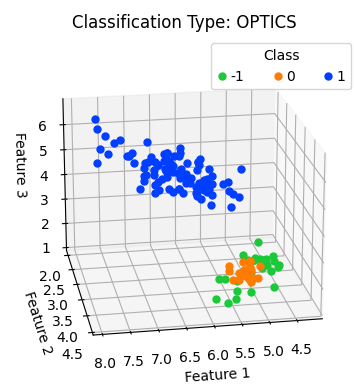 Classification Type: OPTICS
Class
-1 0 1
6
5
4
3
2
1
Feature 3
2.0
2.5
3.0
3.5
4.0
4.5
Feature 2
8.0 7.5 7.0 6.5 6.0 5.5 5.0 4.5
Feature 1